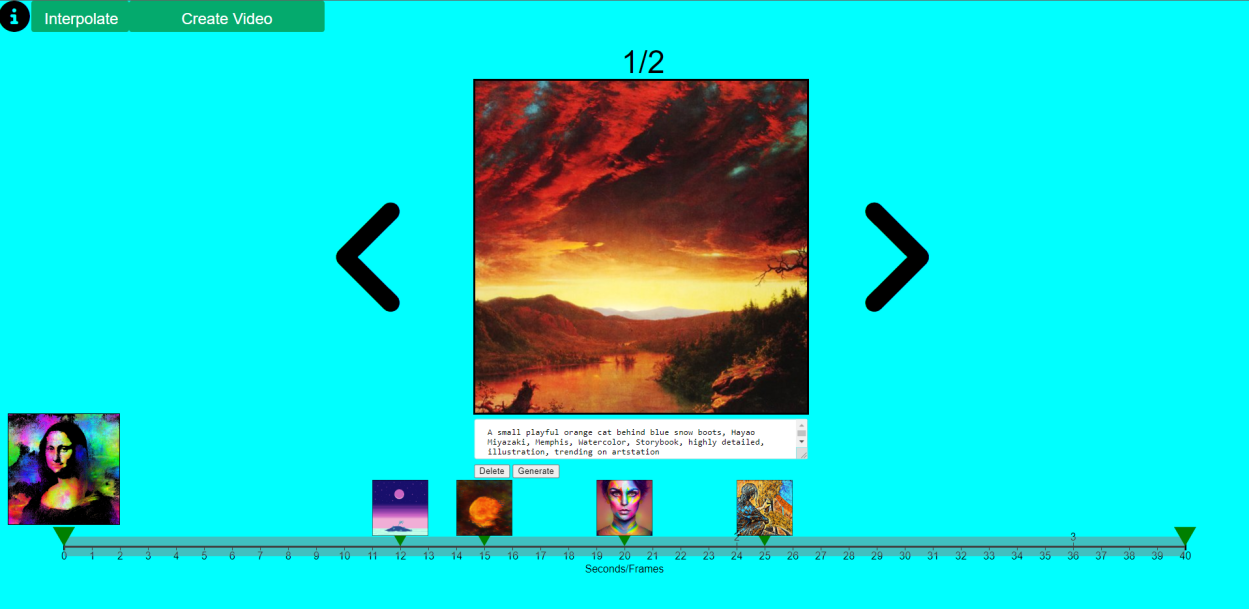 i
Interpolate
Create Video
1/2
A small playful orange cat behind blue snow boots, Hayao
Miyazaki, Memphis, Watercolor, Storybook, highly detailed,
illustration, trending on artstation
Delete
Generate
2
3
0 1 2 3 4 5 6 7 8 9 10 11 12 13 14 15 16 17 18 19 20 21 22 23 24 25 26 27 28 29 30 31 32 33 34 35 36 37 38 39 40
Seconds/Frames